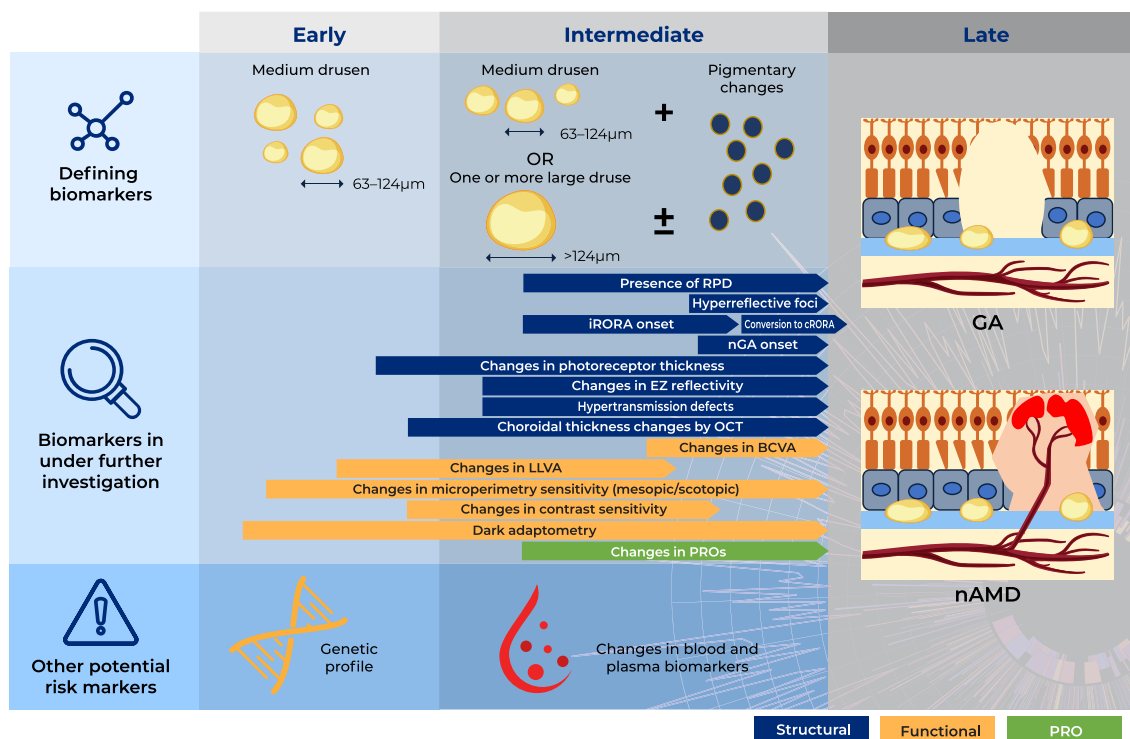 Early
Intermediate
Late
Defining
biomarkers
Medium drusen
63–124µm
Medium drusen
63–124µm
OR
One or more large druse
>124µm
+
±
Pigmentary
changes
GA
nAMD
Biomarkers in
under further
investigation
Presence of RPD
Hyperreflective foci
iRORA onset
Conversion to cRORA
nGA onset
Changes in photoreceptor thickness
Changes in EZ reflectivity
Hypertransmission defects
Choroidal thickness changes by OCT
Changes in BCVA
Changes in LLVA
Changes in microperimetry sensitivity (mesopic/scotopic)
Changes in contrast sensitivity
Dark adaptometry
Changes in PROs
Other potential
risk markers
Genetic
profile
Changes in blood and
plasma biomarkers
Structural
Functional
PRO